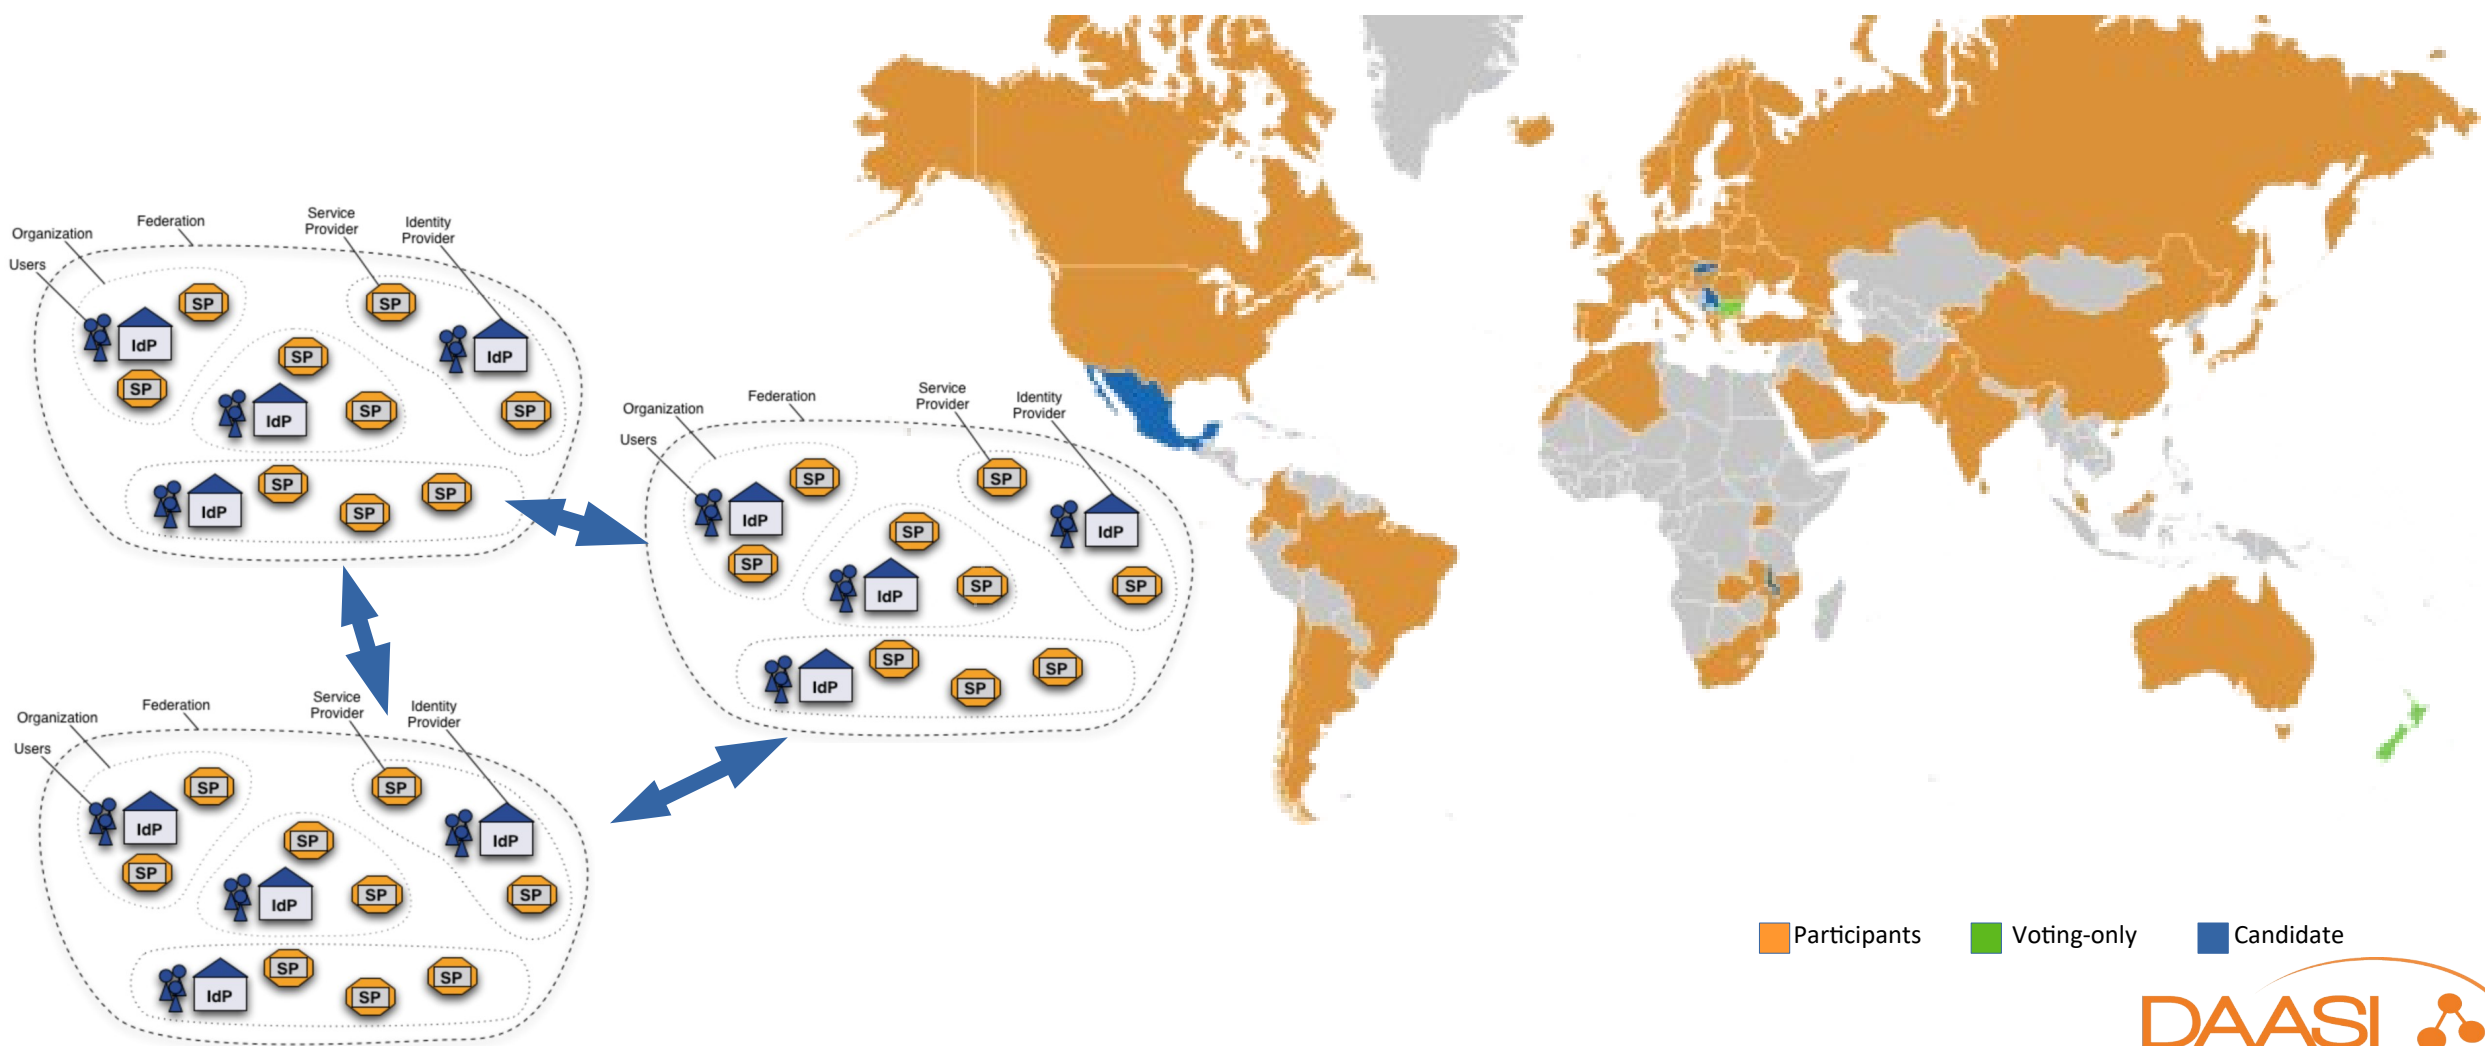 Federation
Service
Provider
Identity
Provider
Organization
Users
SP
SP
IdP
IdP
SP
SP
SP
SP
IdP
SP
SP
SP
IdP
Federation
Service
Provider
Identity
Provider
Organization
Users
SP
SP
IdP
IdP
SP
SP
SP
SP
IdP
SP
SP
SP
IdP
Federation
Service
Provider
Identity
Provider
Organization
Users
SP
SP
IdP
IdP
SP
SP
SP
SP
IdP
SP
SP
SP
IdP
Participants
Voting-only
Candidate
DAASI